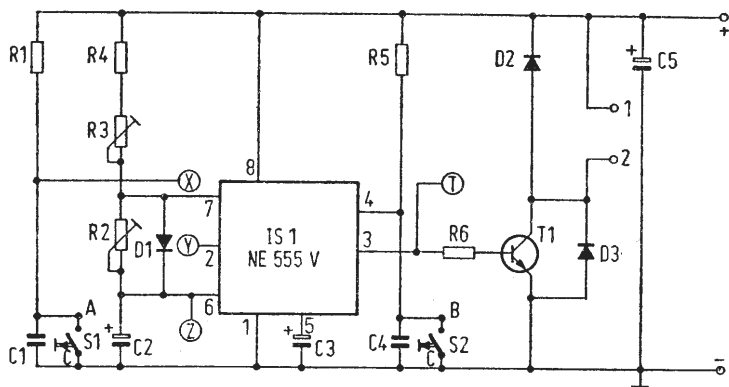 +
R1
R4
R5
D2
+
C5
R3
1
2
X
8
T
7
4
R2
D1
Y
2
IS 1
NE 555 V
3
R6
T1
D3
6
A
Z
1
+
5
B
C1
C
S1
+
C2
C3
C4
C
S2
-